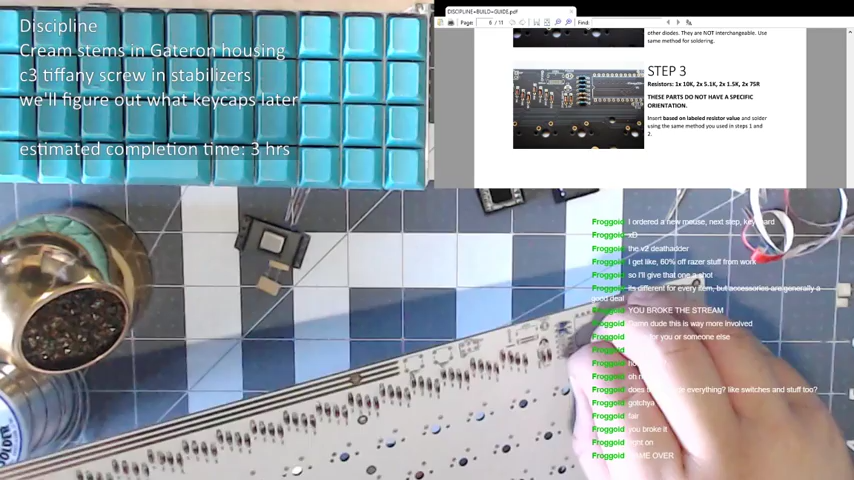 Discipline
Cream stems in Gateron housing
c3 tiffany screw in stabilizers
we'll figure out what keycaps later
estimated completion time: 3 hrs
DISCIPLINE+BUILD+GUIDE.pdf
Page: 6 / 11 Find:
other diodes. They are NOT interchangeable. Use
same method for soldering.
STEP 3
Resistors: 1x 10K, 2x 5.1K, 2x 1.5K, 2x 75R
THESE PARTS DO NOT HAVE A SPECIFIC
ORIENTATION.
Insert based on labeled resistor value and solder
using the same method you used in steps 1 and
2.
Froggoid I ordered a new mouse, next step, keyboard
Froggoid xD
Froggoid the v2 deathadder
Froggoid I get like, 60% off razer stuff from work
Froggoid so I'll give that one a shot
Froggoid its different for every item, but accessories are generally a
good deal
Froggoid YOU BROKE THE STREAM
Froggoid Damn dude this is way more involved
Froggoid for you or someone else
Froggoid
Froggoid
Froggoid oh
Froggoid everything? like switches and stuff too?
Froggoid gotchya
Froggoid fair
Froggoid you broke it
Froggoid right on
Froggoid GAME OVER
SOLDER